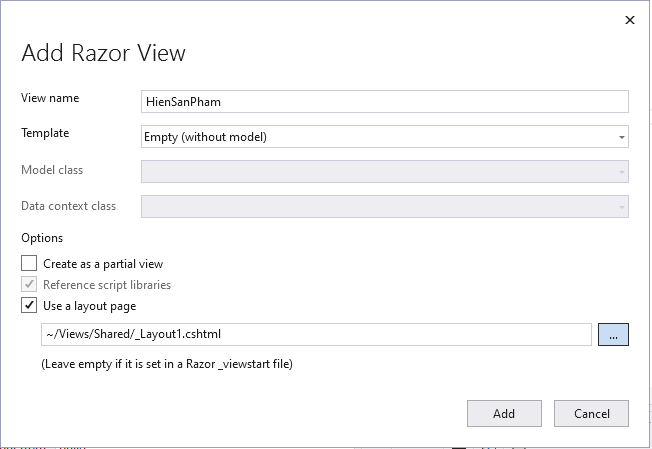 Add Razor View
View name
HienSanPham
Template
Empty (without model)
Model class
Data context class
Options
Create as a partial view
Reference script libraries
Use a layout page
~/Views/Shared/_Layout1.cshtml
...
(Leave empty if it is set in a Razor _viewstart file)
Add
Cancel